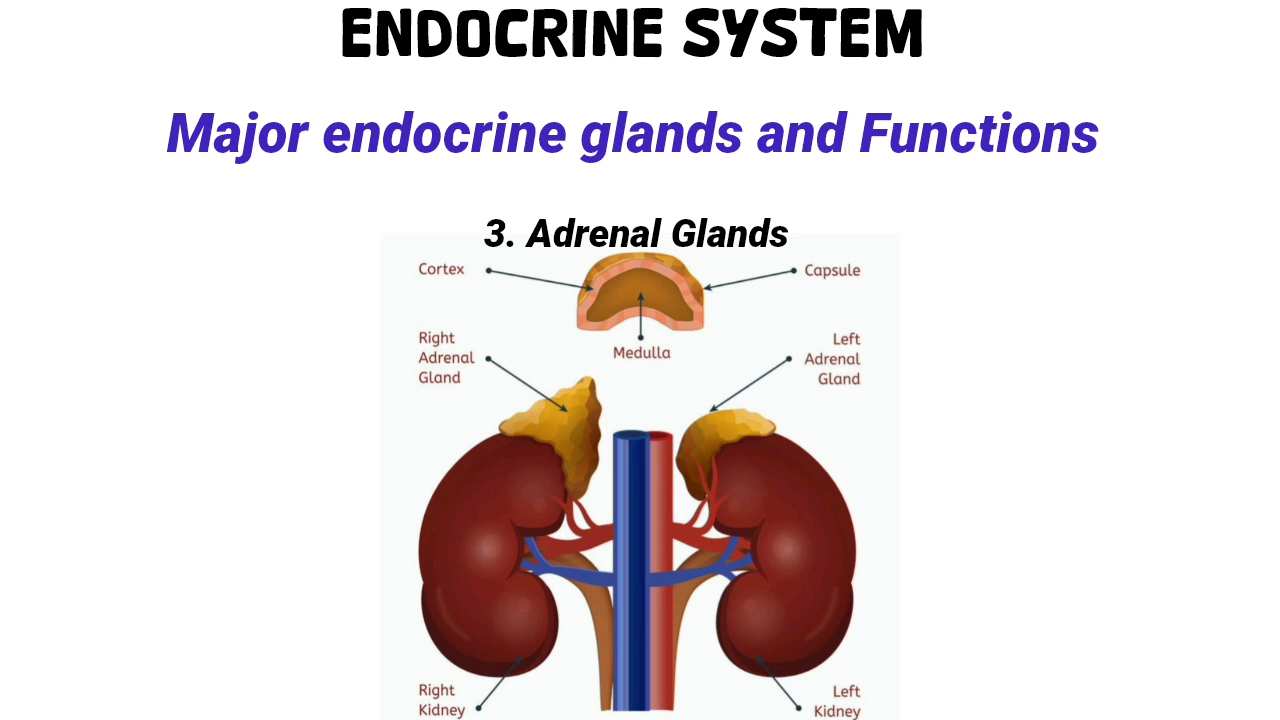 ENDOCRINE SYSTEM
Major endocrine glands and Functions
3. Adrenal Glands
Cortex
Capsule
Medulla
Right
Adrenal
Gland
Left
Adrenal
Gland
Right
Kidney
Left
Kidney